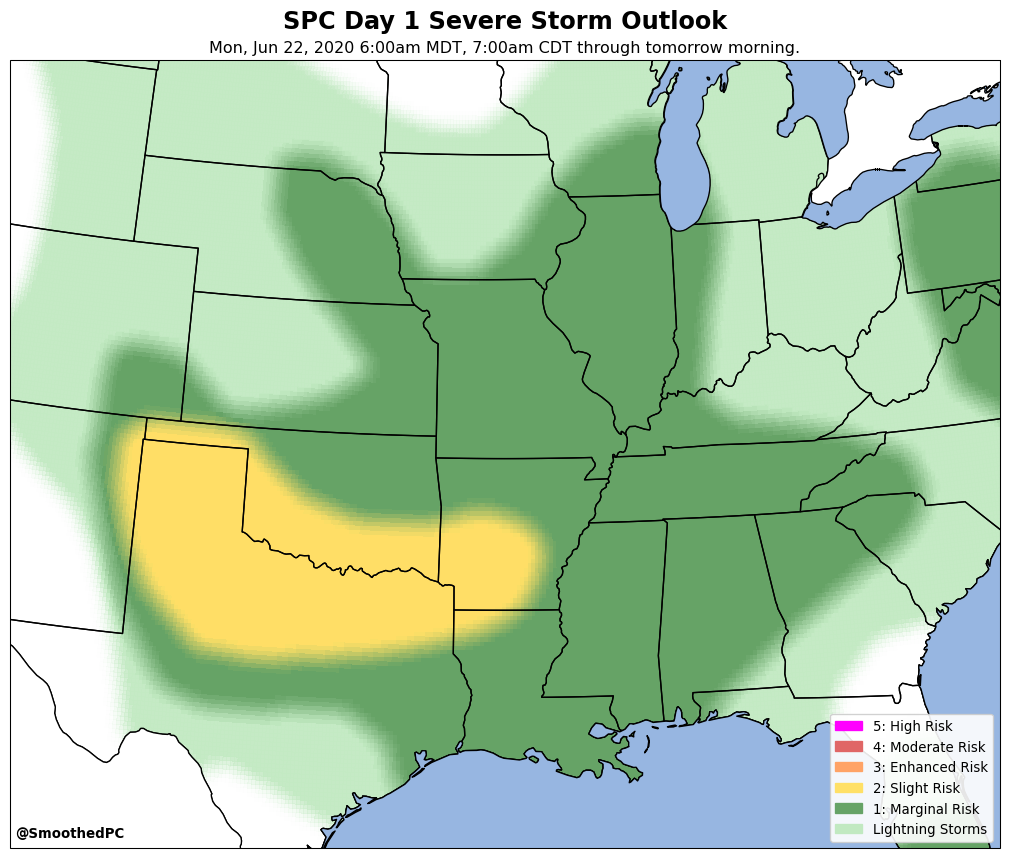 SPC Day 1 Severe Storm Outlook
Mon, Jun 22, 2020 6:00am MDT, 7:00am CDT through tomorrow morning.
5: High Risk
4: Moderate Risk
3: Enhanced Risk
2: Slight Risk
1: Marginal Risk
Lightning Storms
@SmoothedPC